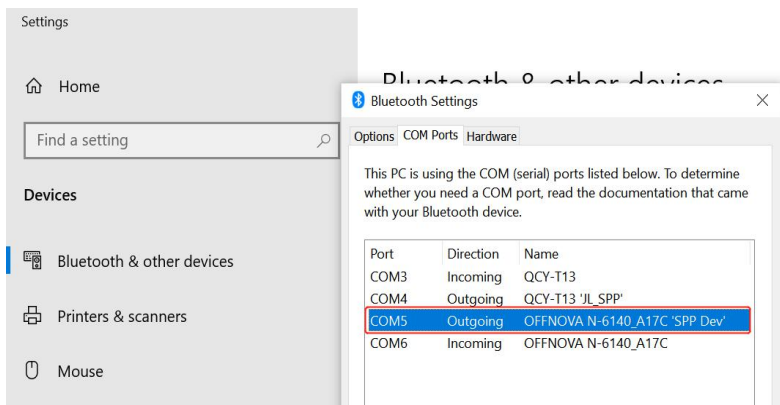 Settings
Home
Find a setting
Devices
Bluetooth & other devices
Printers & scanners
Mouse
Bluetooth & other devices
Bluetooth Settings
Options COM Ports Hardware
This PC is using the COM (serial) ports listed below. To determine
whether you need a COM port, read the documentation that came
with your Bluetooth device.
Port Direction Name
COM3 Incoming QCY-T13
COM4 Outgoing QCY-T13 'JL_SPP'
COM5 Outgoing OFFNOVA N-6140_A17C 'SPP Dev'
COM6 Incoming OFFNOVA N-6140_A17C